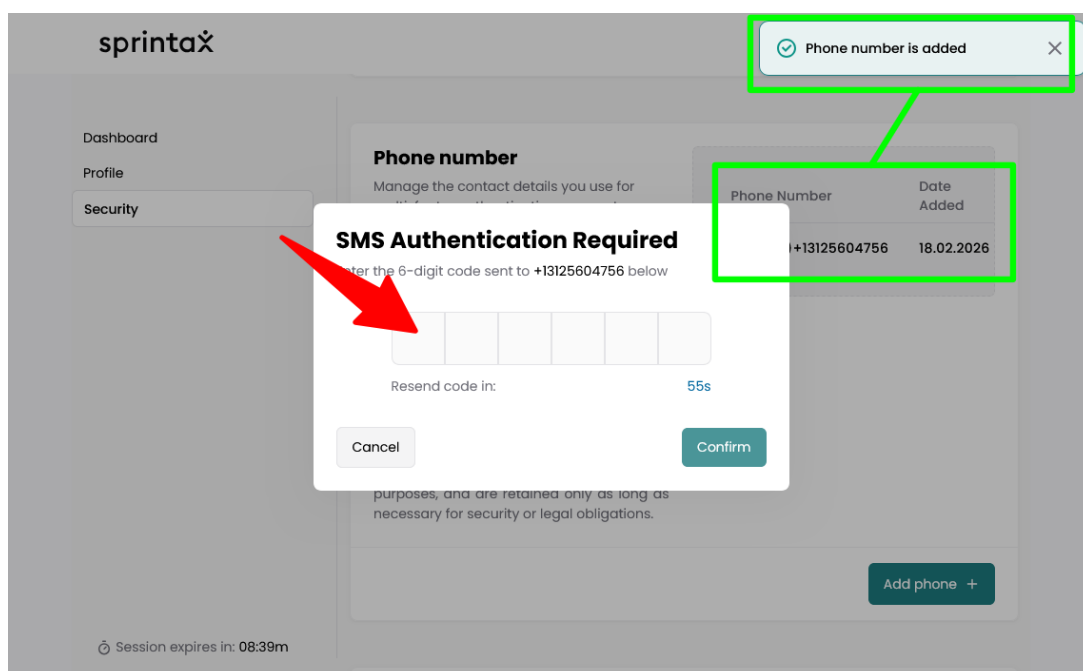 sprintax
Phone number is added
Dashboard
Profile
Security
Phone number
Manage the contact details you use for
Phone Number
Date
Added
+13125604756
18.02.2026
SMS Authentication Required
the 6-digit code sent to +13125604756 below
Resend code in:
55s
Cancel
Confirm
purposes, and are retained only as long as
necessary for security or legal obligations.
Add phone +
Session expires in: 08:39m